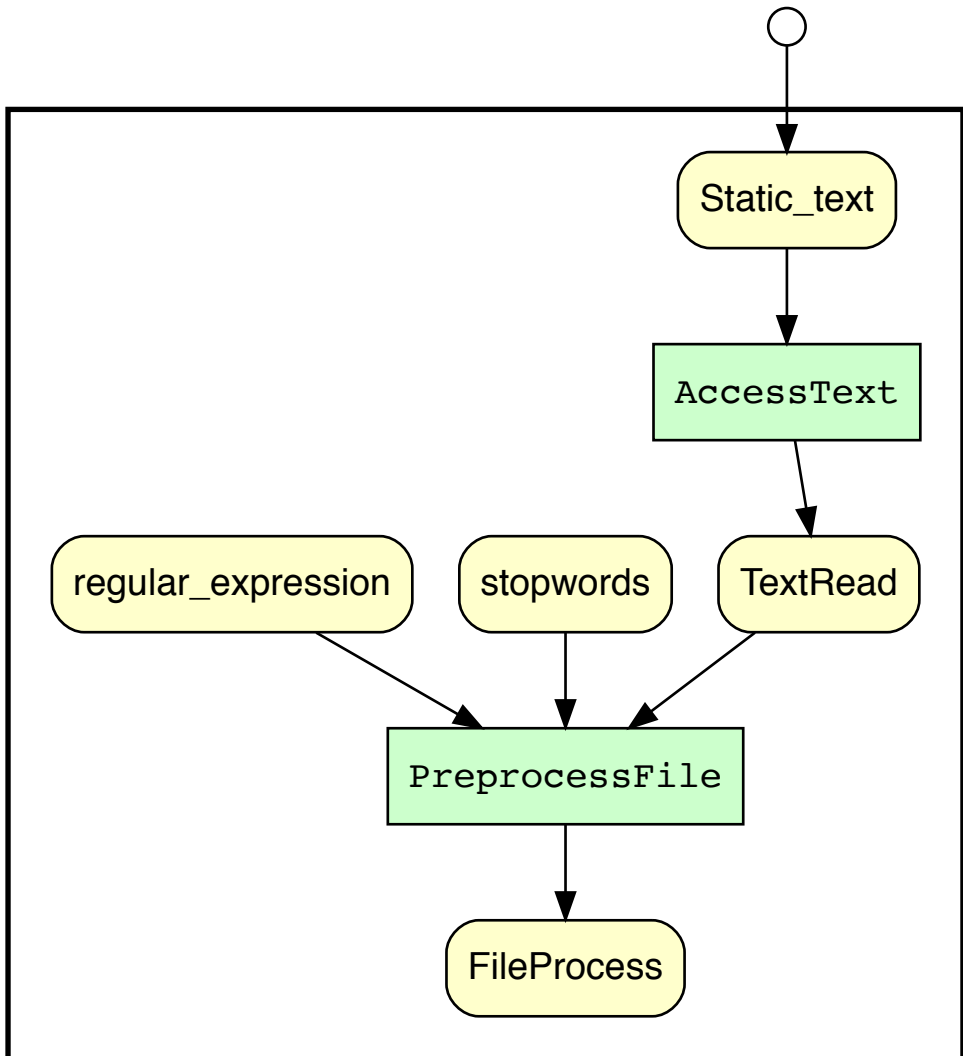 Static_text
AccessText
regular_expression
stopwords
TextRead
PreprocessFile
FileProcess